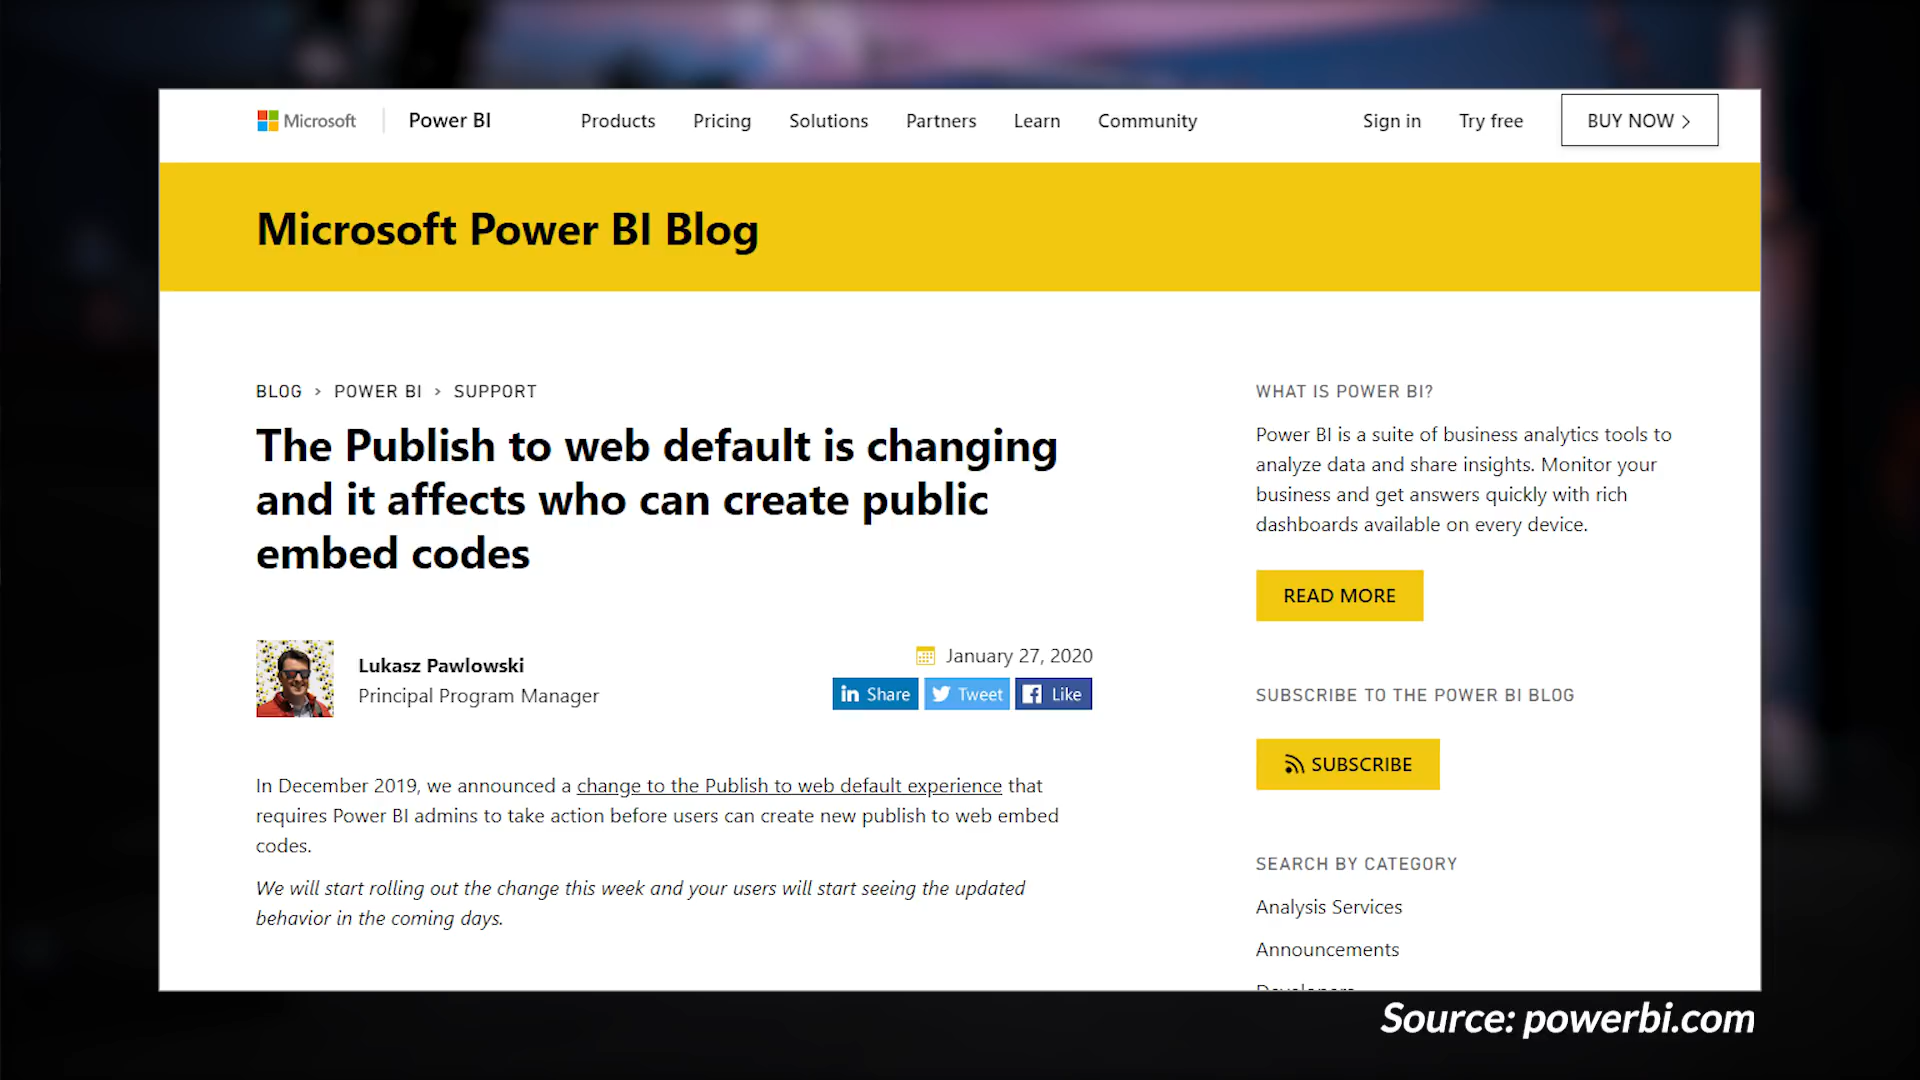 Microsoft Power BI Products Pricing Solutions Partners Learn Community Sign in Try free BUY NOW >
Microsoft Power BI Blog
BLOG > POWER BI > SUPPORT
The Publish to web default is changing
and it affects who can create public
embed codes
Lukasz Pawlowski
Principal Program Manager
January 27, 2020
Share Tweet Like
In December 2019, we announced a change to the Publish to web default experience that
requires Power BI admins to take action before users can create new publish to web embed
codes.
We will start rolling out the change this week and your users will start seeing the updated
behavior in the coming days.
WHAT IS POWER BI?
Power BI is a suite of business analytics tools to
analyze data and share insights. Monitor your
business and get answers quickly with rich
dashboards available on every device.
READ MORE
SUBSCRIBE TO THE POWER BI BLOG
SUBSCRIBE
SEARCH BY CATEGORY
Analysis Services
Announcements
Source: powerbi.com